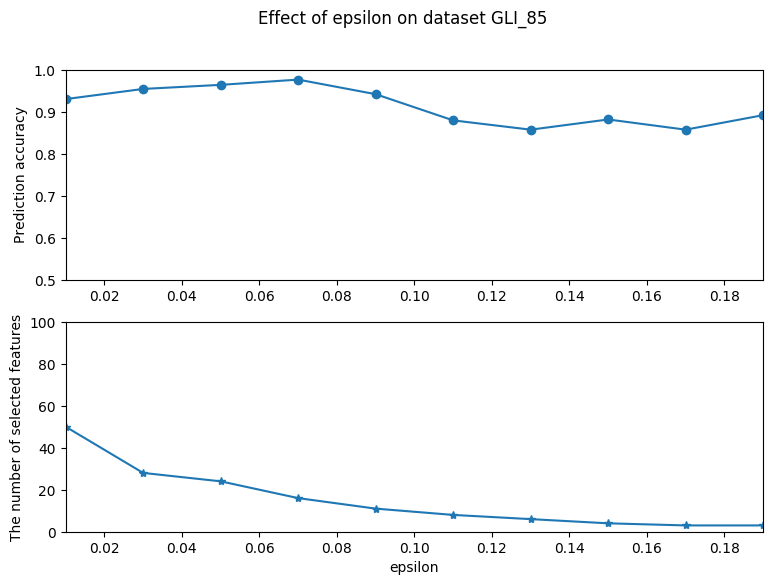 Effect of epsilon on dataset GLI_85
Prediction accuracy
1.0
0.9
0.8
0.7
0.6
0.5
0.02 0.04 0.06 0.08 0.10 0.12 0.14 0.16 0.18
The number of selected features
100
80
60
40
20
0
0.02 0.04 0.06 0.08 0.10 0.12 0.14 0.16 0.18
epsilon